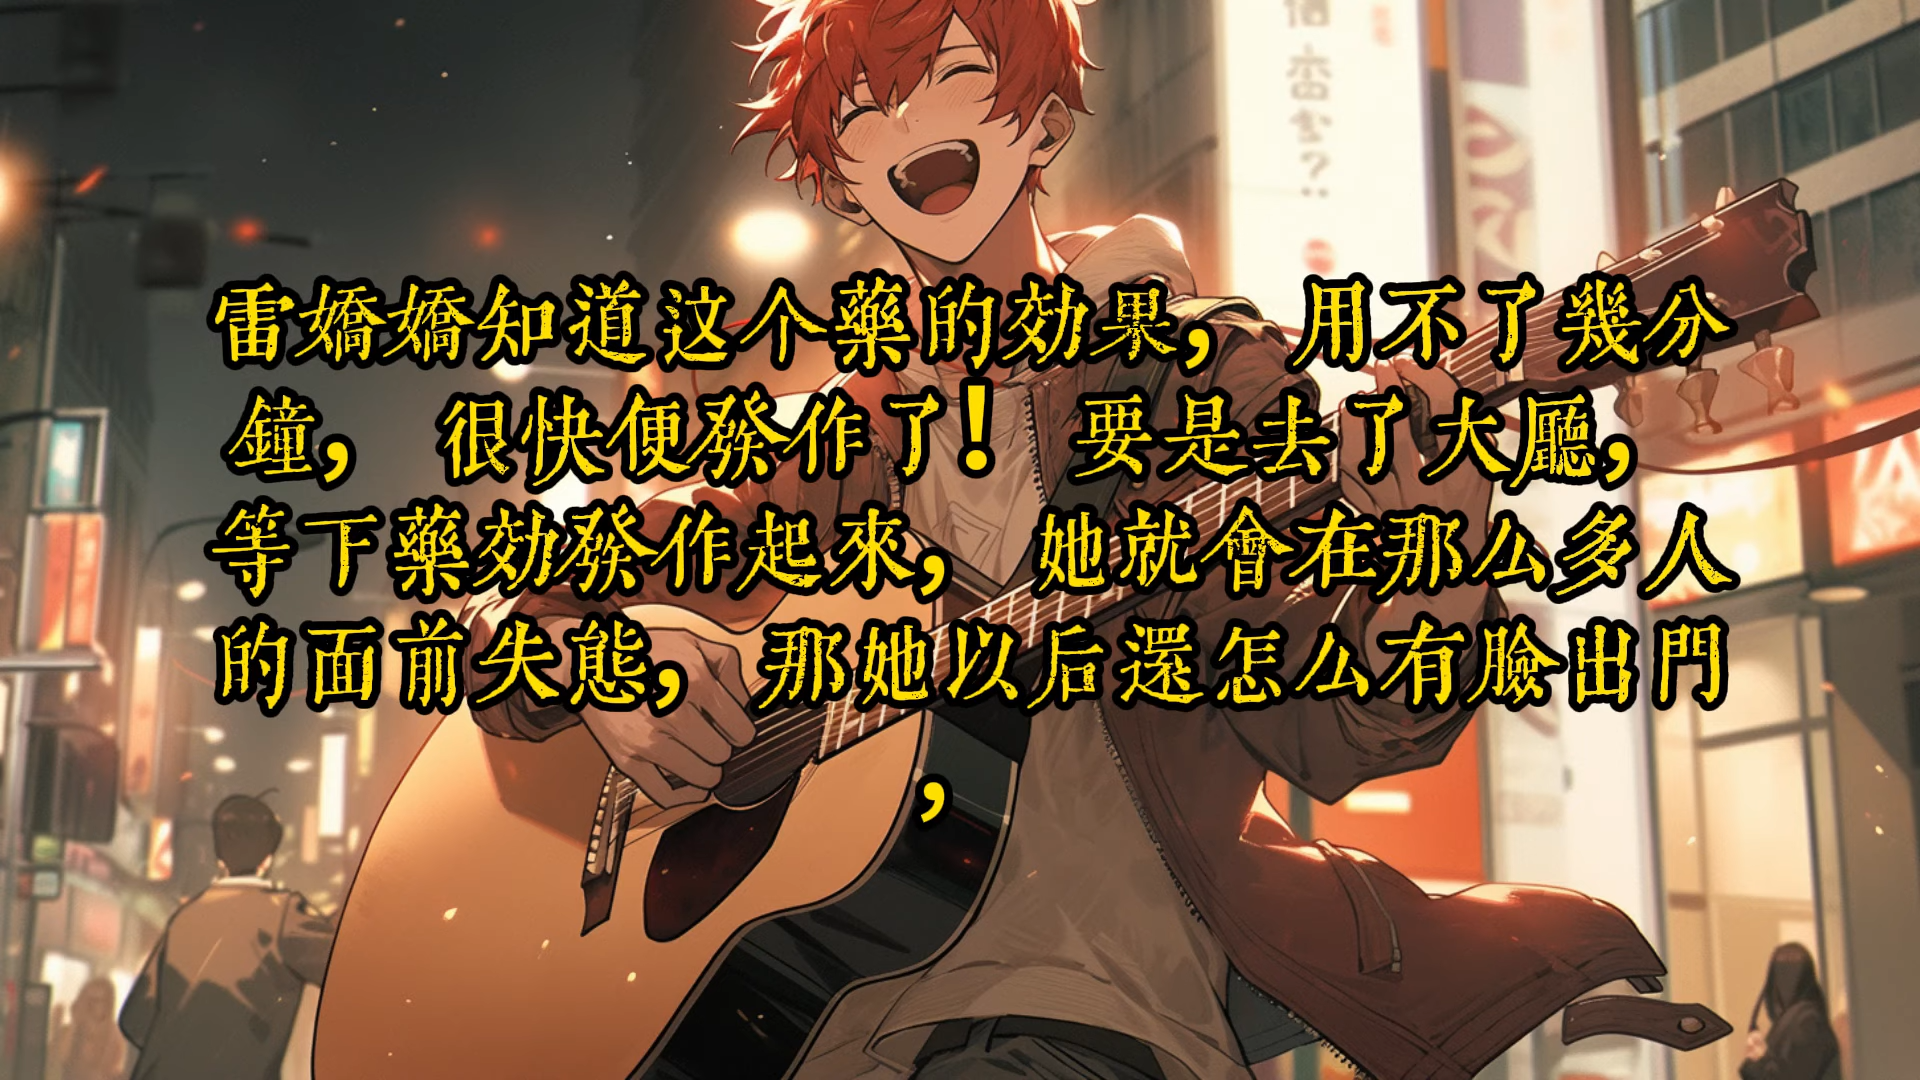 雷嬌嬌知道这个藥的効果，用不了幾分
鐘，很快便發作了！要是去了大廳，
等下藥効發作起來，她就會在那么多人
的面前失態，那她以后還怎么有臉出門
，